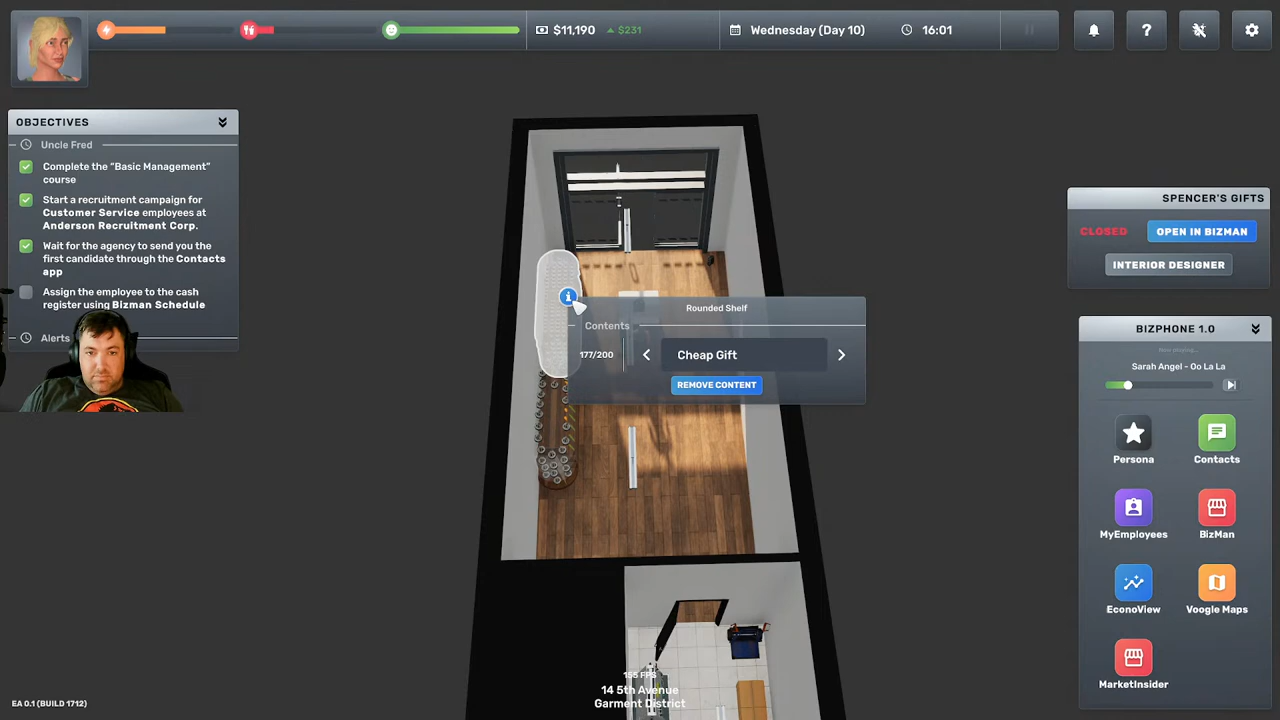 $11,190
$231
Wednesday (Day 10)
16:01
?
OBJECTIVES
Uncle Fred
Complete the "Basic Management"
course
Start a recruitment campaign for
Customer Service employees at
Anderson Recruitment Corp.
Wait for the agency to send you the
first candidate through the Contacts
app
Assign the employee to the cash
register using Bizman Schedule
Alerts
SPENCER'S GIFTS
CLOSED
OPEN IN BIZMAN
INTERIOR DESIGNER
Rounded Shelf
Contents
177/200
Cheap Gift
REMOVE CONTENT
BIZPHONE 1.0
Now playing...
Sarah Angel - Oo La La
Persona
Contacts
MyEmployees
BizMan
EconoView
Voogle Maps
MarketInsider
155 FPS
14 5th Avenue
Garment District
EA 0.1 (BUILD 1712)